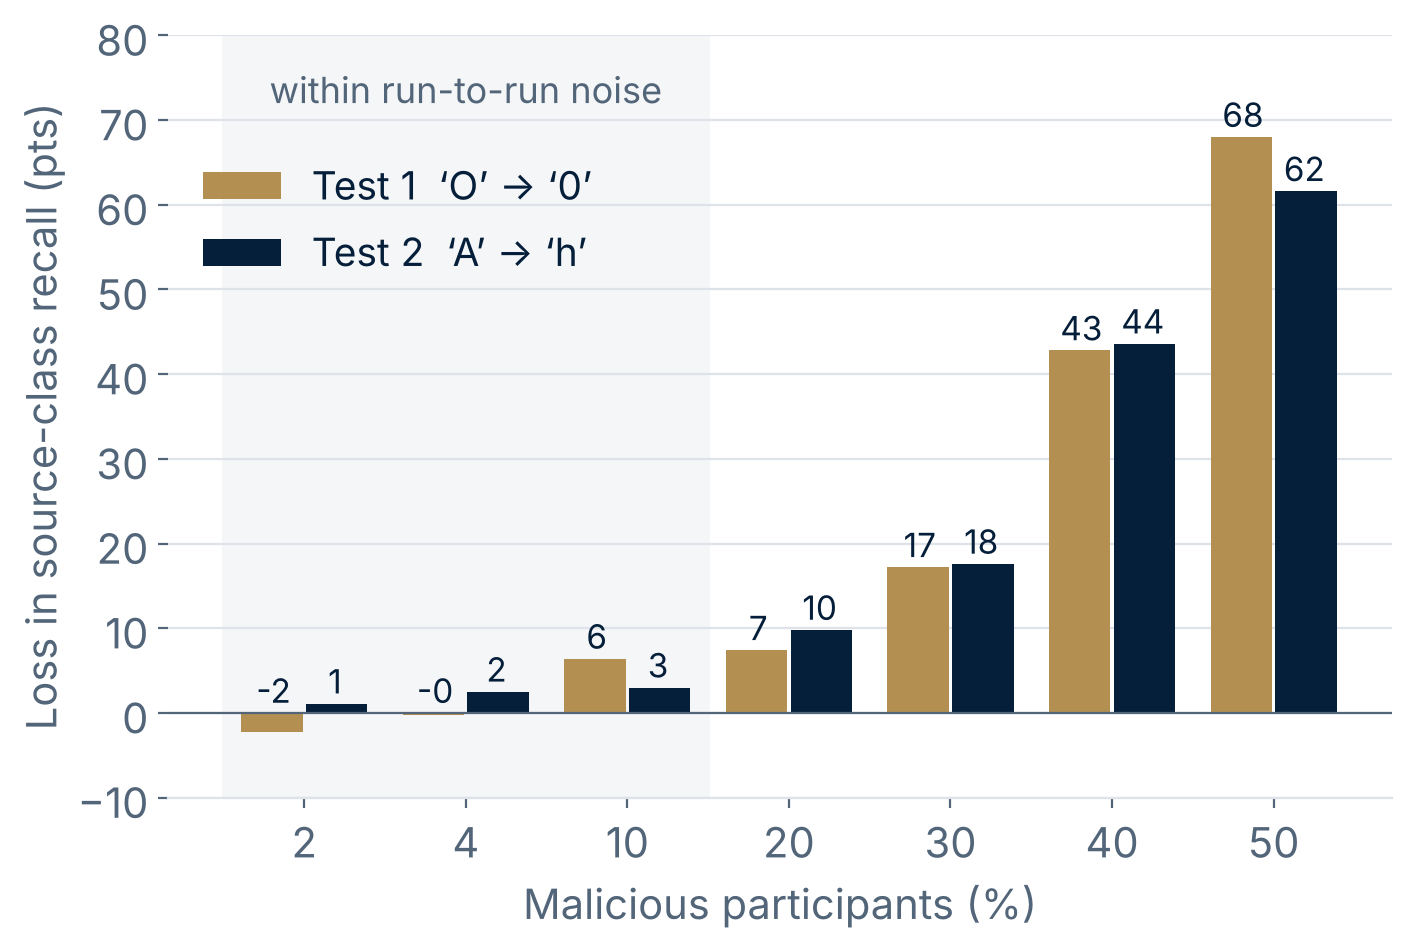 80
within run-to-run noise
70
68
Test 1 ‘O’ → ‘0’
62
60
Test 2 ‘A’ → ‘h’
50
43 44
40
30
20
17 18
10
7 10
6 3
-2 1 -0 2
0
−10
2 4 10 20 30 40 50
Malicious participants (%)
Loss in source-class recall (pts)